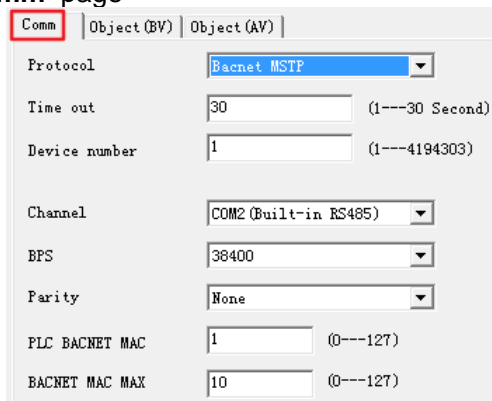 page
Comm Object(BV) Object(AV)
Protocol Bacnet MSTP
Time out 30 (1---30 Second)
Device number 1 (1---4194303)
Channel COM2(Built-in RS485)
BPS 38400
Parity None
PLC BACNET MAC 1 (0---127)
BACNET MAC MAX 10 (0---127)